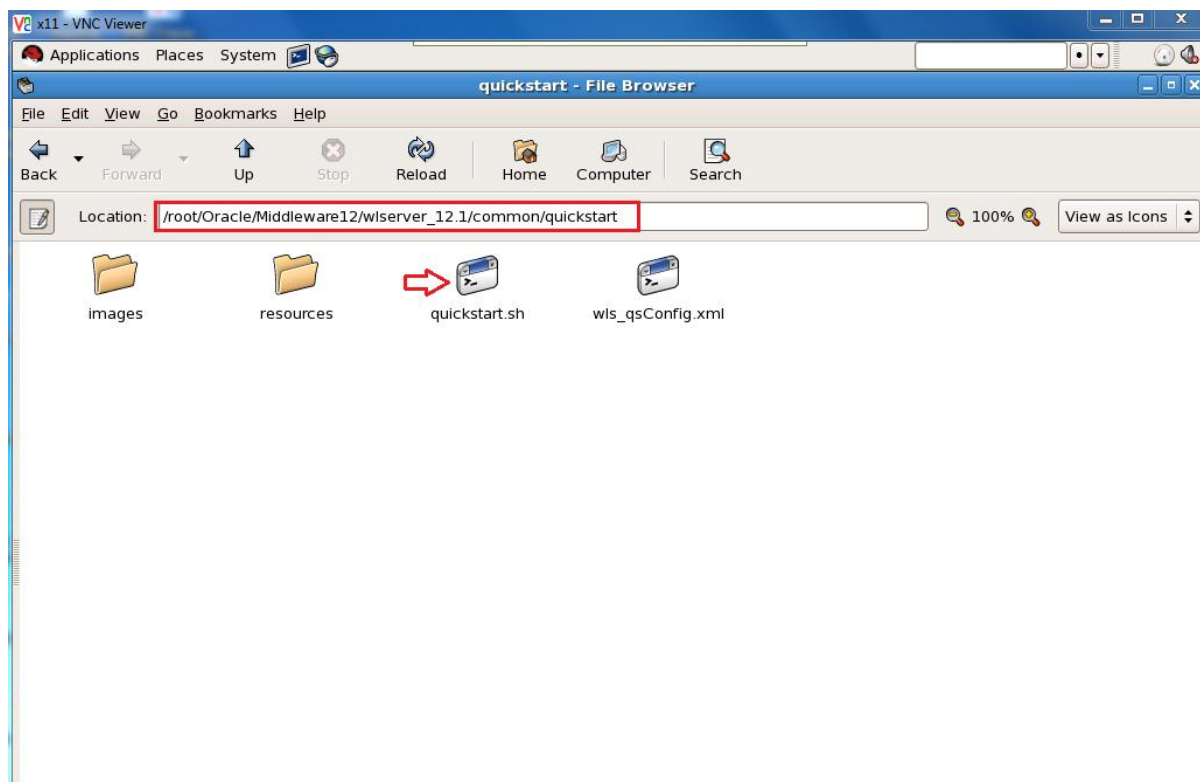 x11 - VNC Viewer
Applications Places System
quickstart - File Browser
File Edit View Go Bookmarks Help
Back Forward Up Stop Reload Home Computer Search
Location: /root/Oracle/Middleware12/wlserver_12.1/common/quickstart 100% View as Icons
images resources quickstart.sh wls_qsConfig.xml